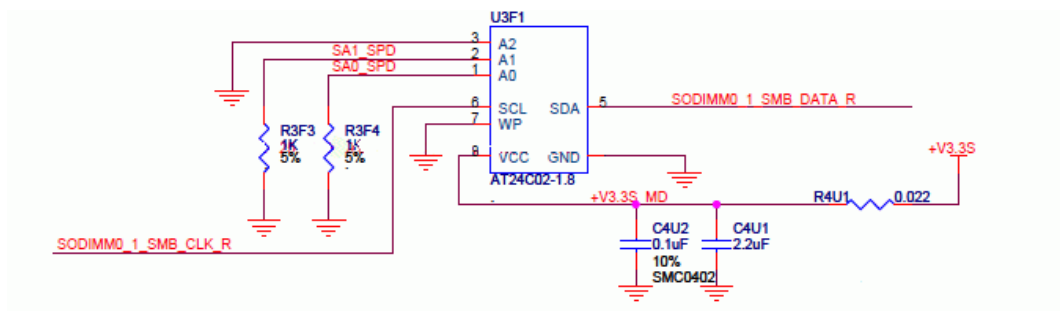 U3F1
3 A2
SA1_SPD 2 A1
SA0_SPD 1 A0
6 SCL SDA 5 SODIMM0_1_SMB_DATA_R
7 WP
8 VCC GND
AT24C02-1.8
R3F3
1K
5%
R3F4
1K
5%
+V3.3S
+V3.3S_MD
R4U1 0.022
SODIMM0_1_SMB_CLK_R
C4U2
0.1uF
10%
SMC0402
C4U1
2.2uF